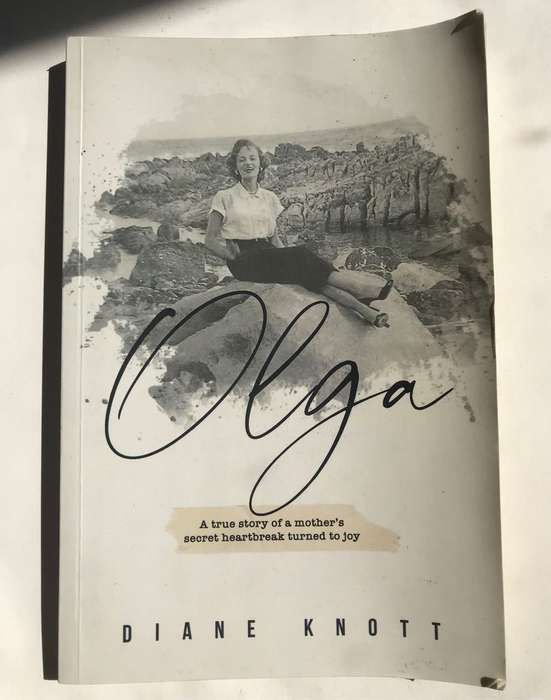 Olga
A true story of a mother's
secret heartbreak turned to joy
DIANE KNOTT